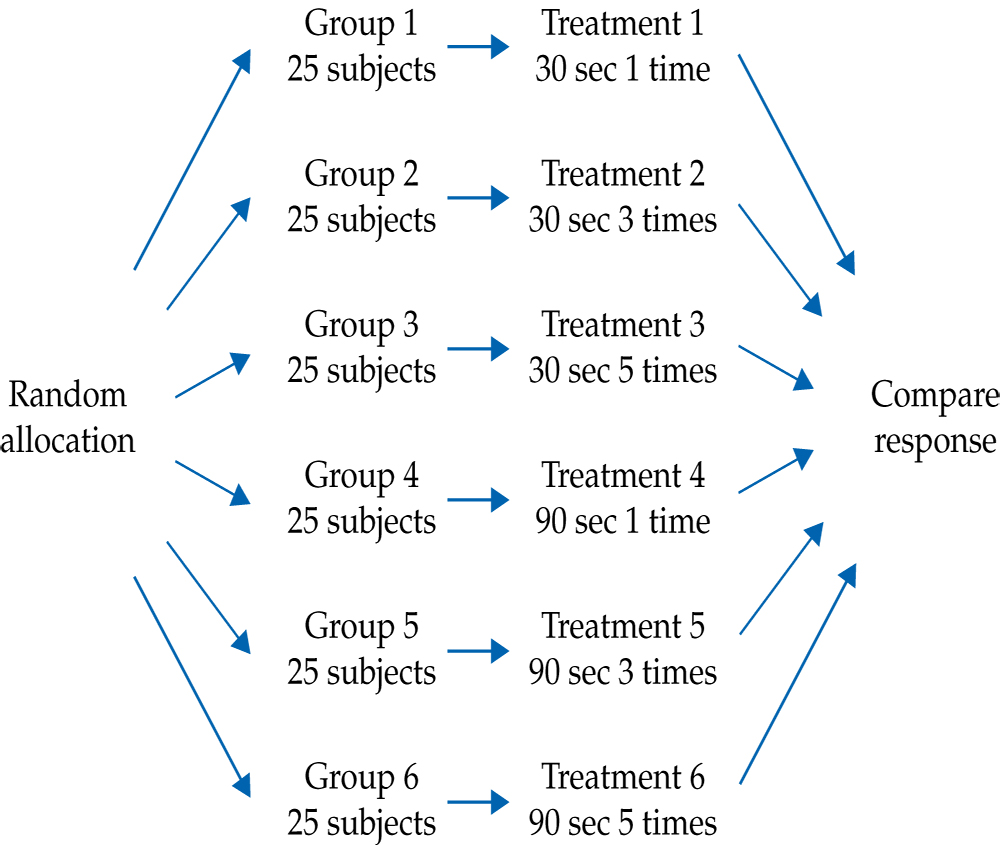 Random
allocation
Group 1
25 subjects
Treatment 1
30 sec 1 time
Group 2
25 subjects
Treatment 2
30 sec 3 times
Group 3
25 subjects
Treatment 3
30 sec 5 times
Group 4
25 subjects
Treatment 4
90 sec 1 time
Group 5
25 subjects
Treatment 5
90 sec 3 times
Group 6
25 subjects
Treatment 6
90 sec 5 times
Compare
response